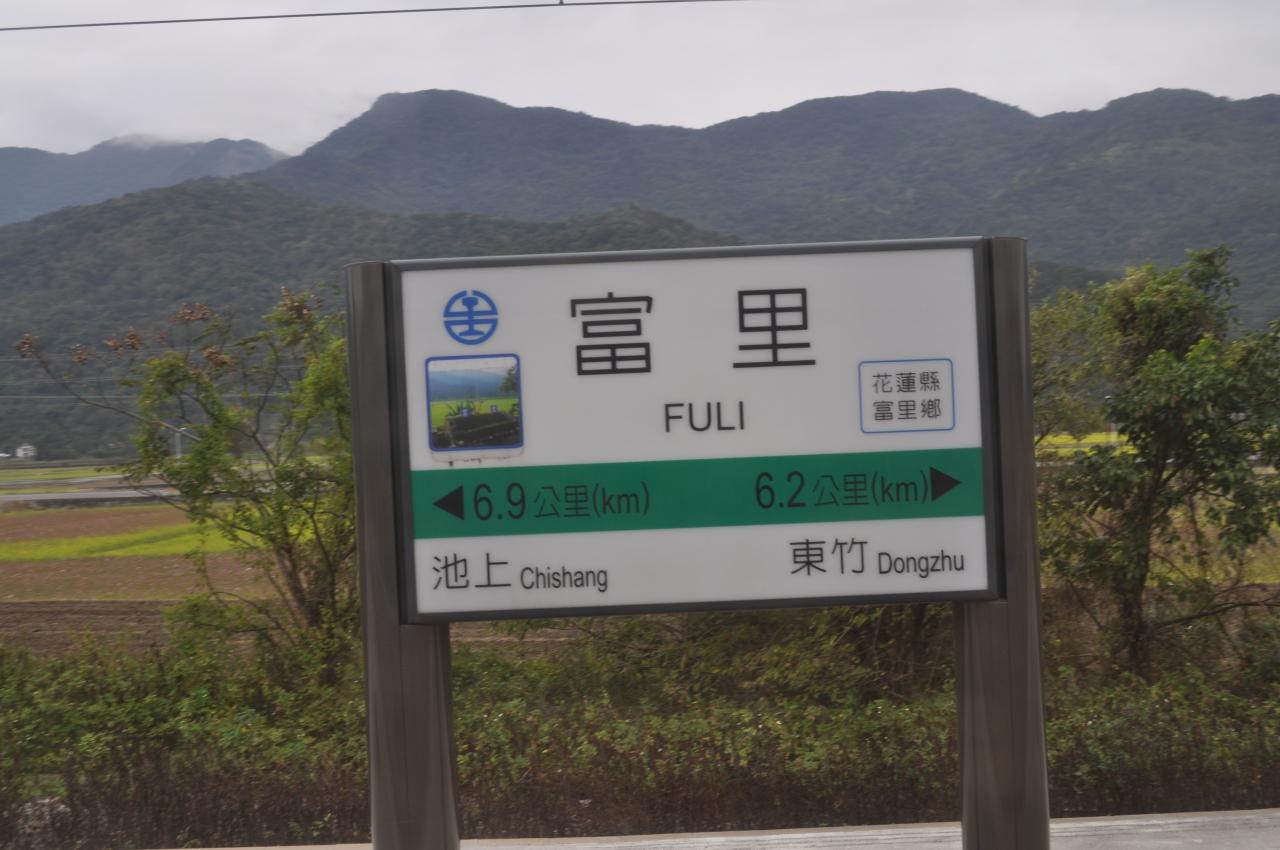 富里
FULI
花蓮縣
富里鄉
6.9公里(km)
6.2公里(km)
池上 Chishang
東竹 Dongzhu